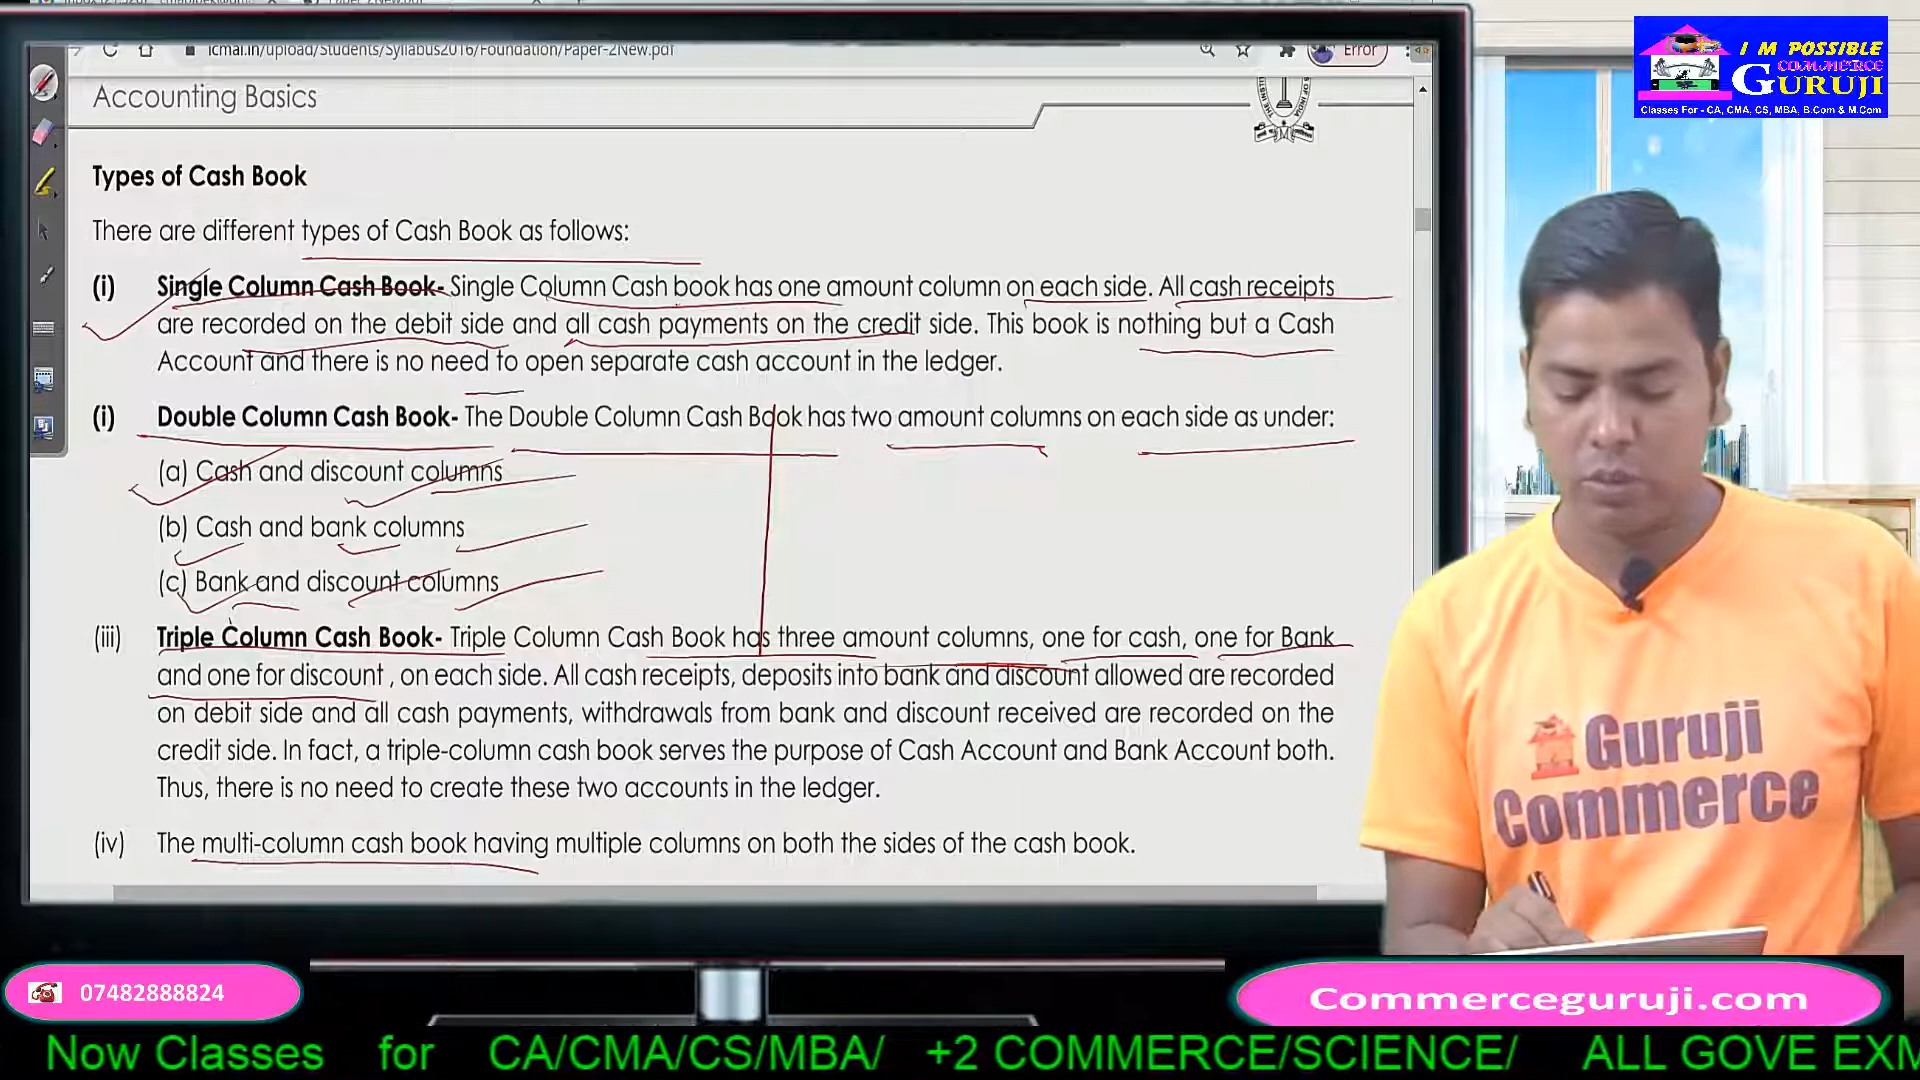 icmai.in/upload/Students/Syllabus2016/Foundation/Paper-2New.pdf
Error
Accounting Basics
I M POSSIBLE
COMMERCE
GURUJI
Classes For - CA, CMA, CS, MBA, B.Com & M.Com
Types of Cash Book
There are different types of Cash Book as follows:
(i) Single Column Cash Book- Single Column Cash book has one amount column on each side. All cash receipts
are recorded on the debit side and all cash payments on the credit side. This book is nothing but a Cash
Account and there is no need to open separate cash account in the ledger.
(i) Double Column Cash Book- The Double Column Cash Book has two amount columns on each side as under:
(a) Cash and discount columns
(b) Cash and bank columns
(c) Bank and discount columns
(iii) Triple Column Cash Book- Triple Column Cash Book has three amount columns, one for cash, one for Bank
and one for discount , on each side. All cash receipts, deposits into bank and discount allowed are recorded
on debit side and all cash payments, withdrawals from bank and discount received are recorded on the
credit side. In fact, a triple-column cash book serves the purpose of Cash Account and Bank Account both.
Thus, there is no need to create these two accounts in the ledger.
(iv) The multi-column cash book having multiple columns on both the sides of the cash book.
Guruji
Commerce
07482888824
Commerceguruji.com
Now Classes for CA/CMA/CS/MBA/ +2 COMMERCE/SCIENCE/ ALL GOVE EXM